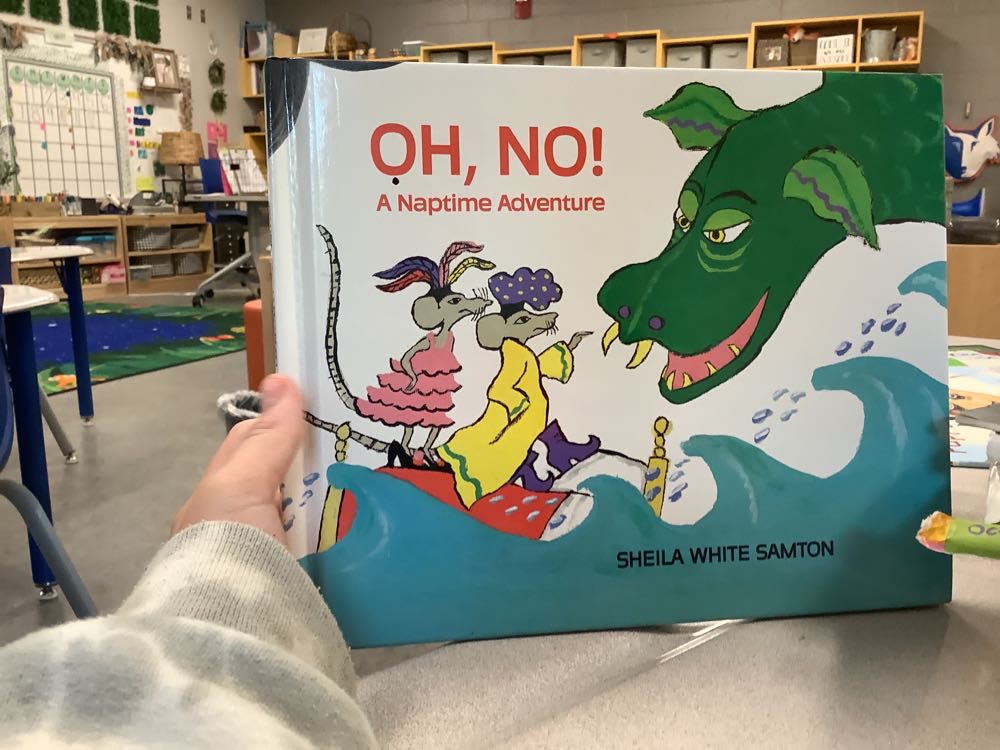 OH, NO!
A Naptime Adventure
SHEILA WHITE SAMTON